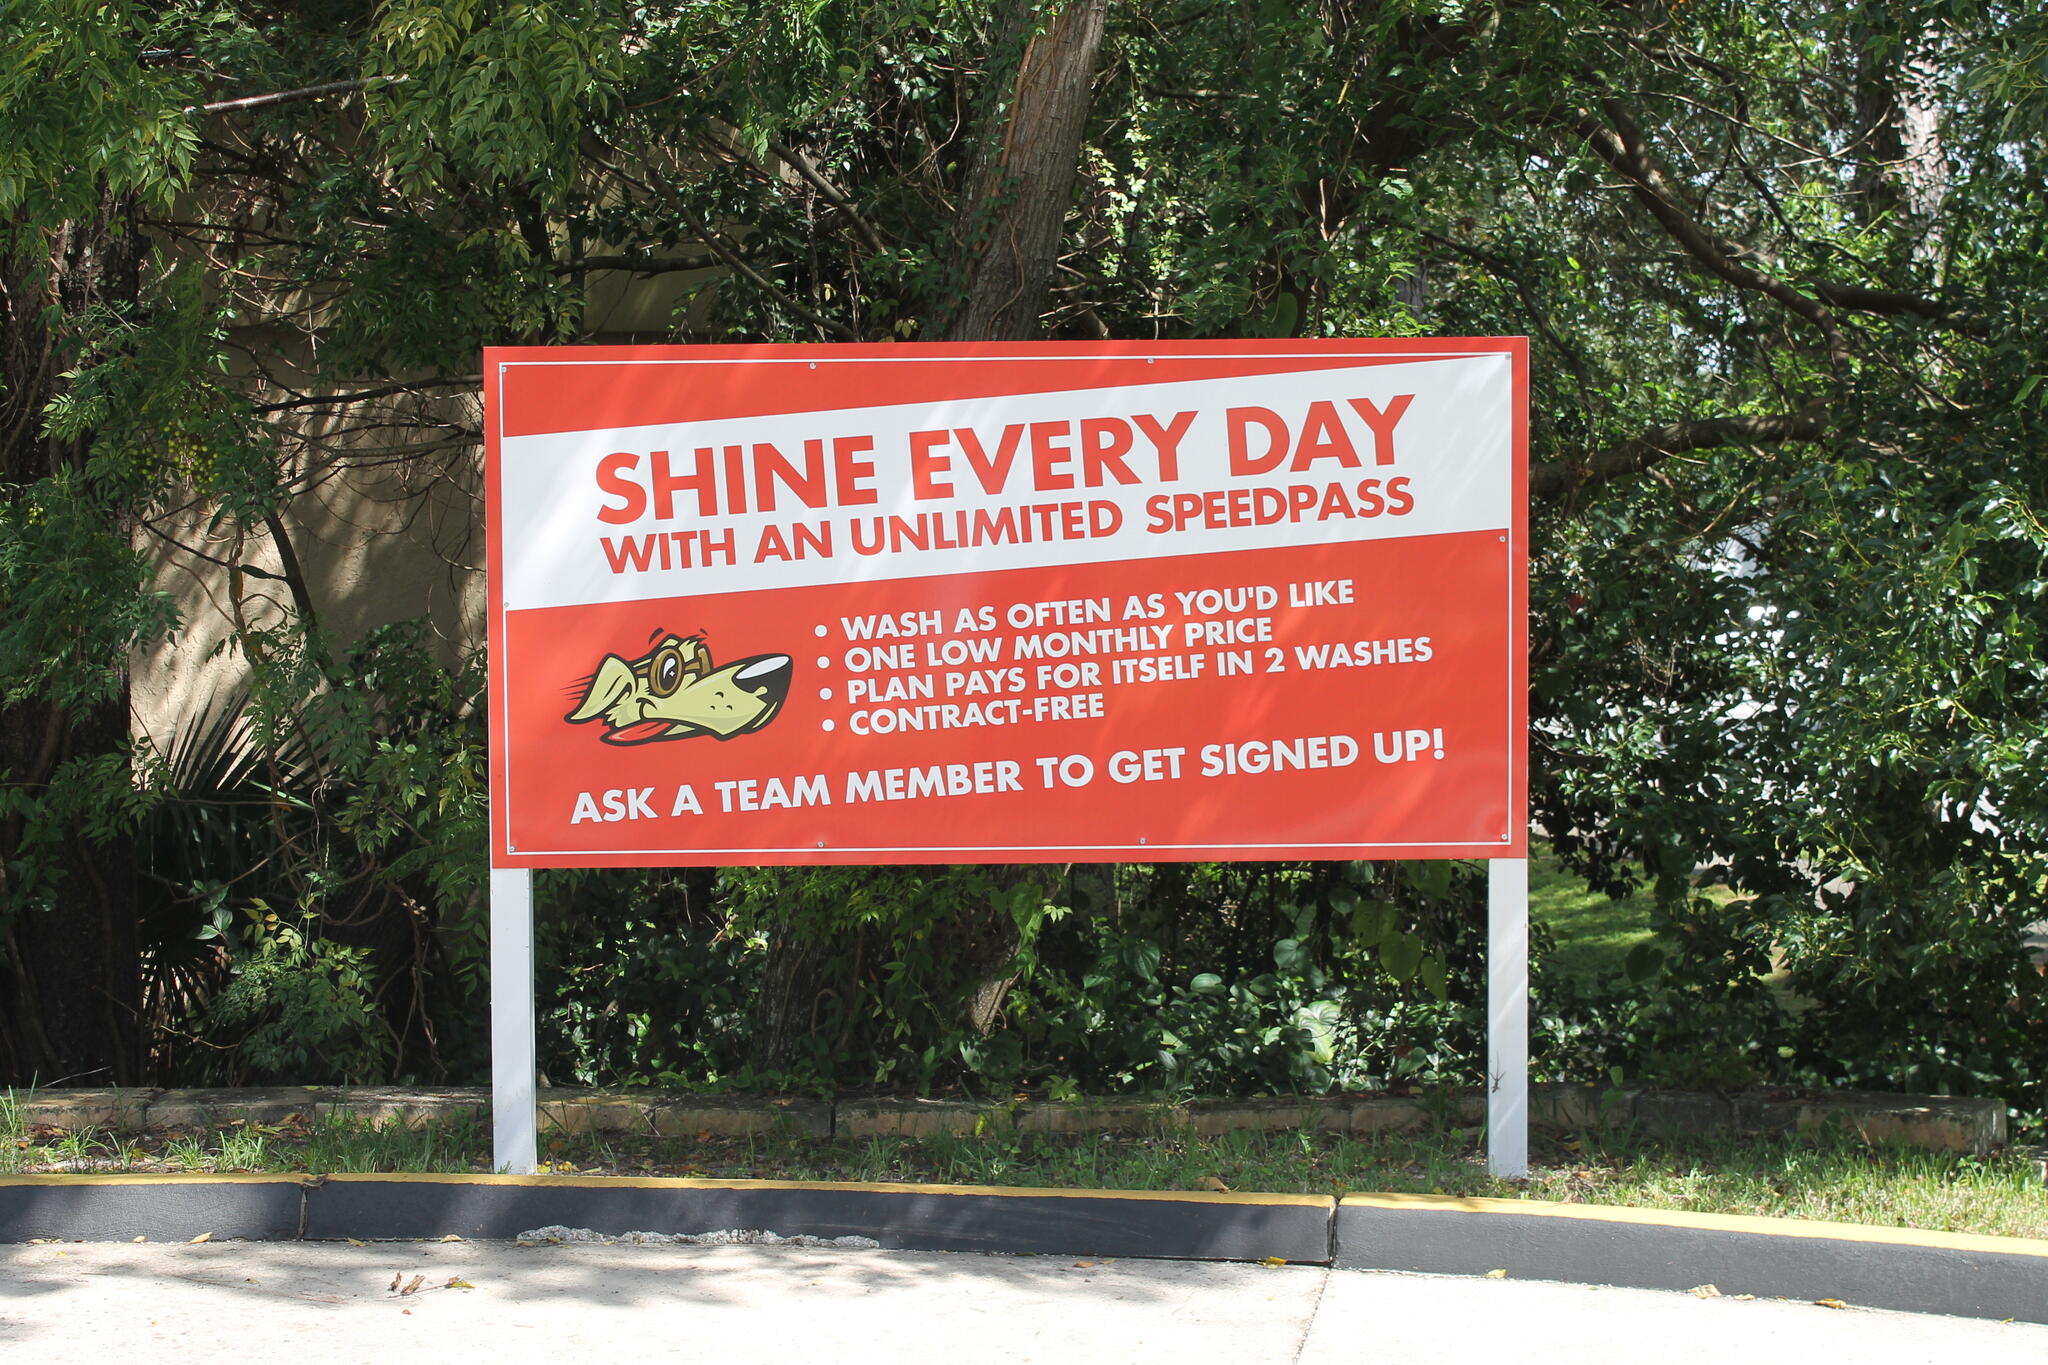 SHINE EVERY DAY
WITH AN UNLIMITED SPEEDPASS
• WASH AS OFTEN AS YOU'D LIKE
• ONE LOW MONTHLY PRICE
• PLAN PAYS FOR ITSELF IN 2 WASHES
• CONTRACT-FREE
ASK A TEAM MEMBER TO GET SIGNED UP!